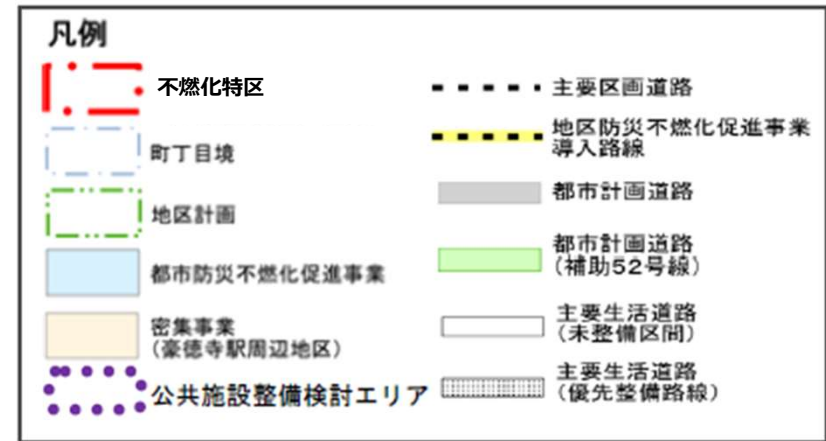 凡例
不燃化特区
町丁目境
地区計画
都市防災不燃化促進事業
密集事業
(豪徳寺駅周辺地区)
公共施設整備検討エリア
主要区画道路
地区防災不燃化促進事業
導入路線
都市計画道路
都市計画道路
(補助52号線)
主要生活道路
(未整備区間)
主要生活道路
(優先整備路線)